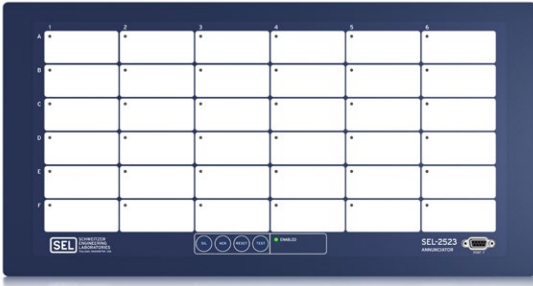 1 2 3 4 5 6
A
B
C
D
E
F
SEL SCHWEITZER
ENGINEERING
LABORATORIES
SIL ACK RESET TEST
ENABLED
SEL-2523
ANNUNCIATOR